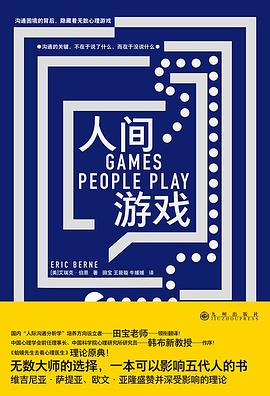 沟通困境的背后，隐藏着无数心理游戏
●沟通的关键，不在于说了什么，而在于没说什么●
人间
GAMES
PEOPLE PLAY
游戏
ERIC BERNE
[美]艾瑞克·伯恩 著 田宝 王筱璇 牛媛媛 译
九州出版社
JIUZHOUPRESS
国内“人际沟通分析学”培养方向设立者——田宝老师——领衔翻译！
中国心理学会前任理事长、中国科学院心理研究所研究员——韩布新教授——作序！
《蛤蟆先生去看心理医生》理论原典！
无数大师的选择，一本可以影响五代人的书
维吉尼亚·萨提亚、欧文·亚隆盛赞并深受影响的理论